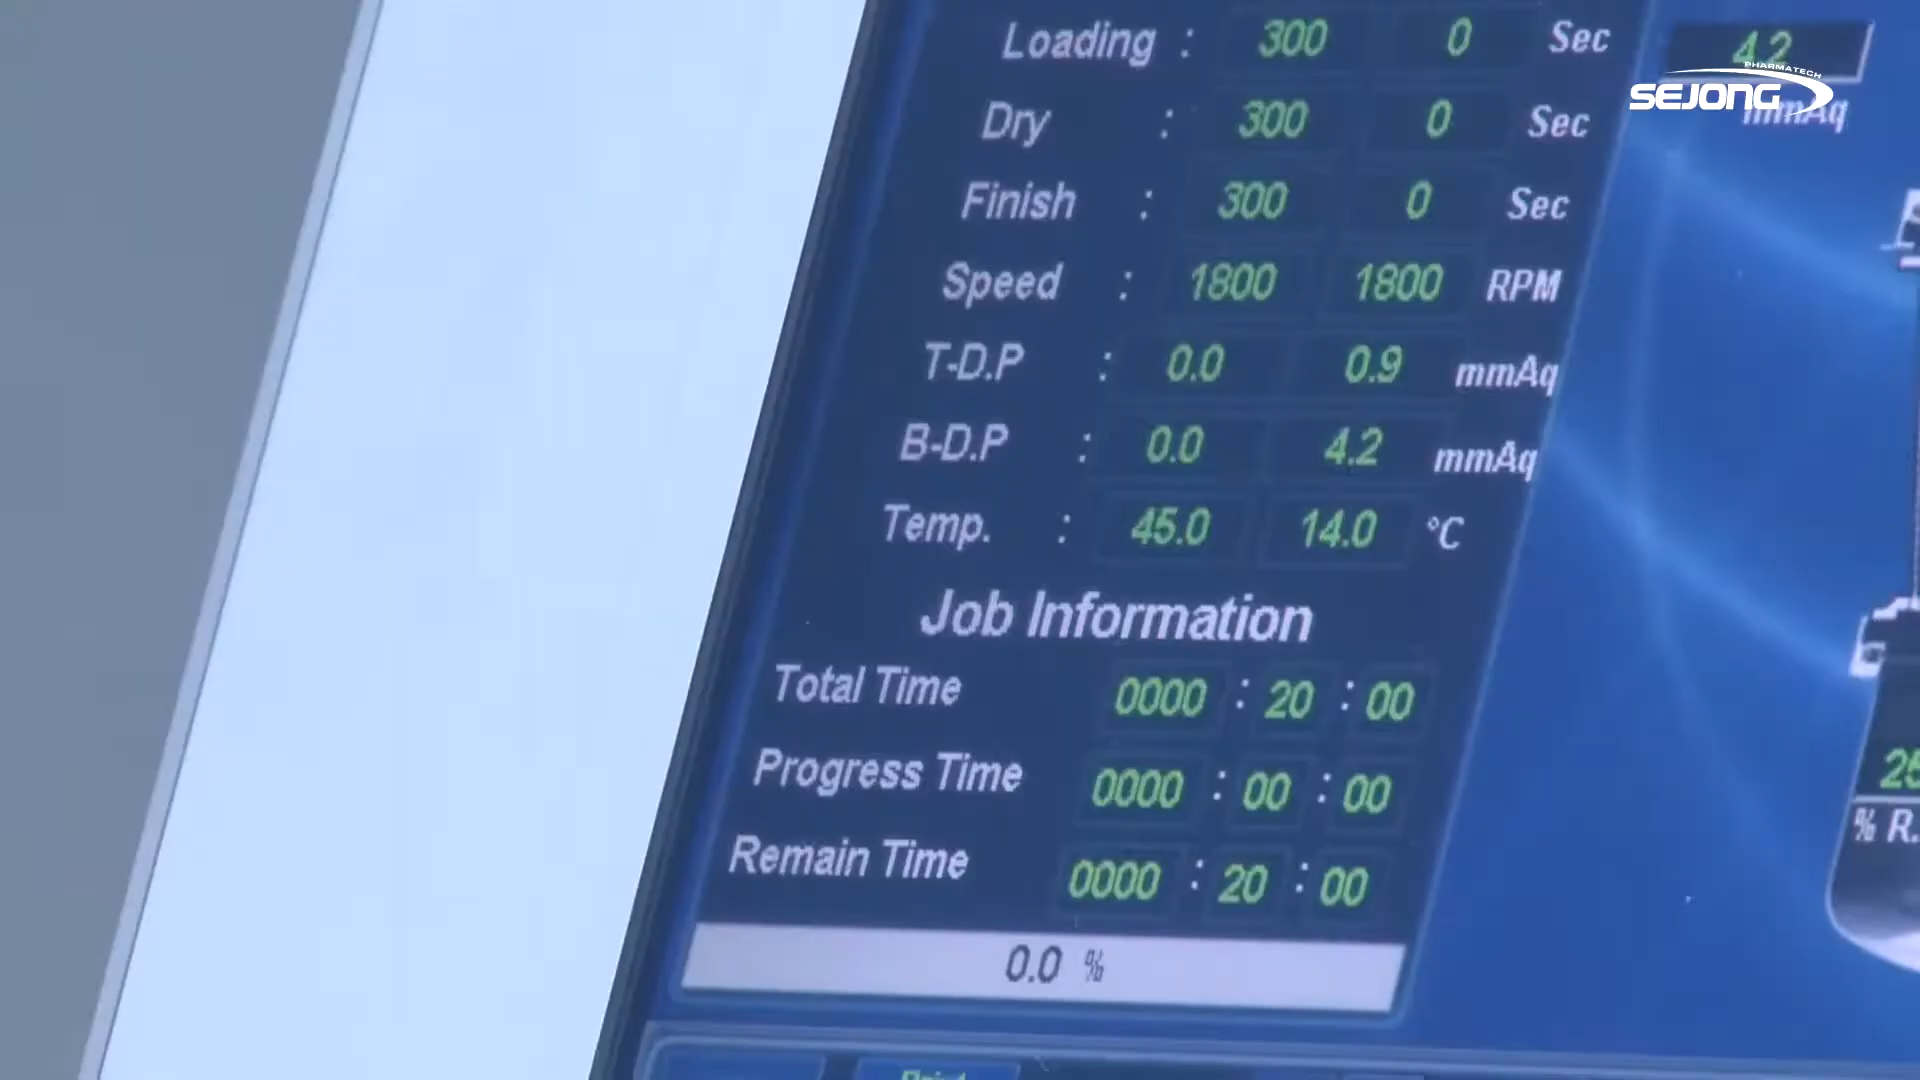 Loading : 300 0 Sec
Dry : 300 0 Sec
Finish : 300 0 Sec
Speed : 1800 1800 RPM
T-D.P : 0.0 0.9 mmAq
B-D.P : 0.0 4.2 mmAq
Temp. : 45.0 14.0 °C
Job Information
Total Time 0000 : 20 : 00
Progress Time 0000 : 00 : 00
Remain Time 0000 : 20 : 00
0.0 %
4.2
PHARMATECH
SEJONG
mmAq
% R.